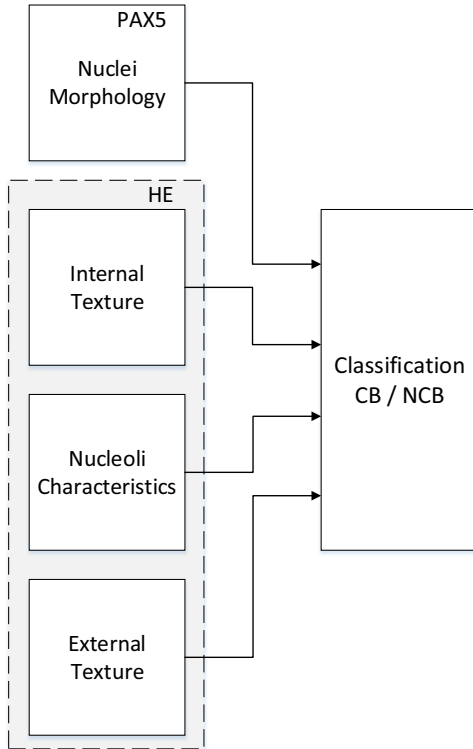 PAX5
Nuclei
Morphology
HE
Internal
Texture
Nucleoli
Characteristics
External
Texture
Classification
CB / NCB